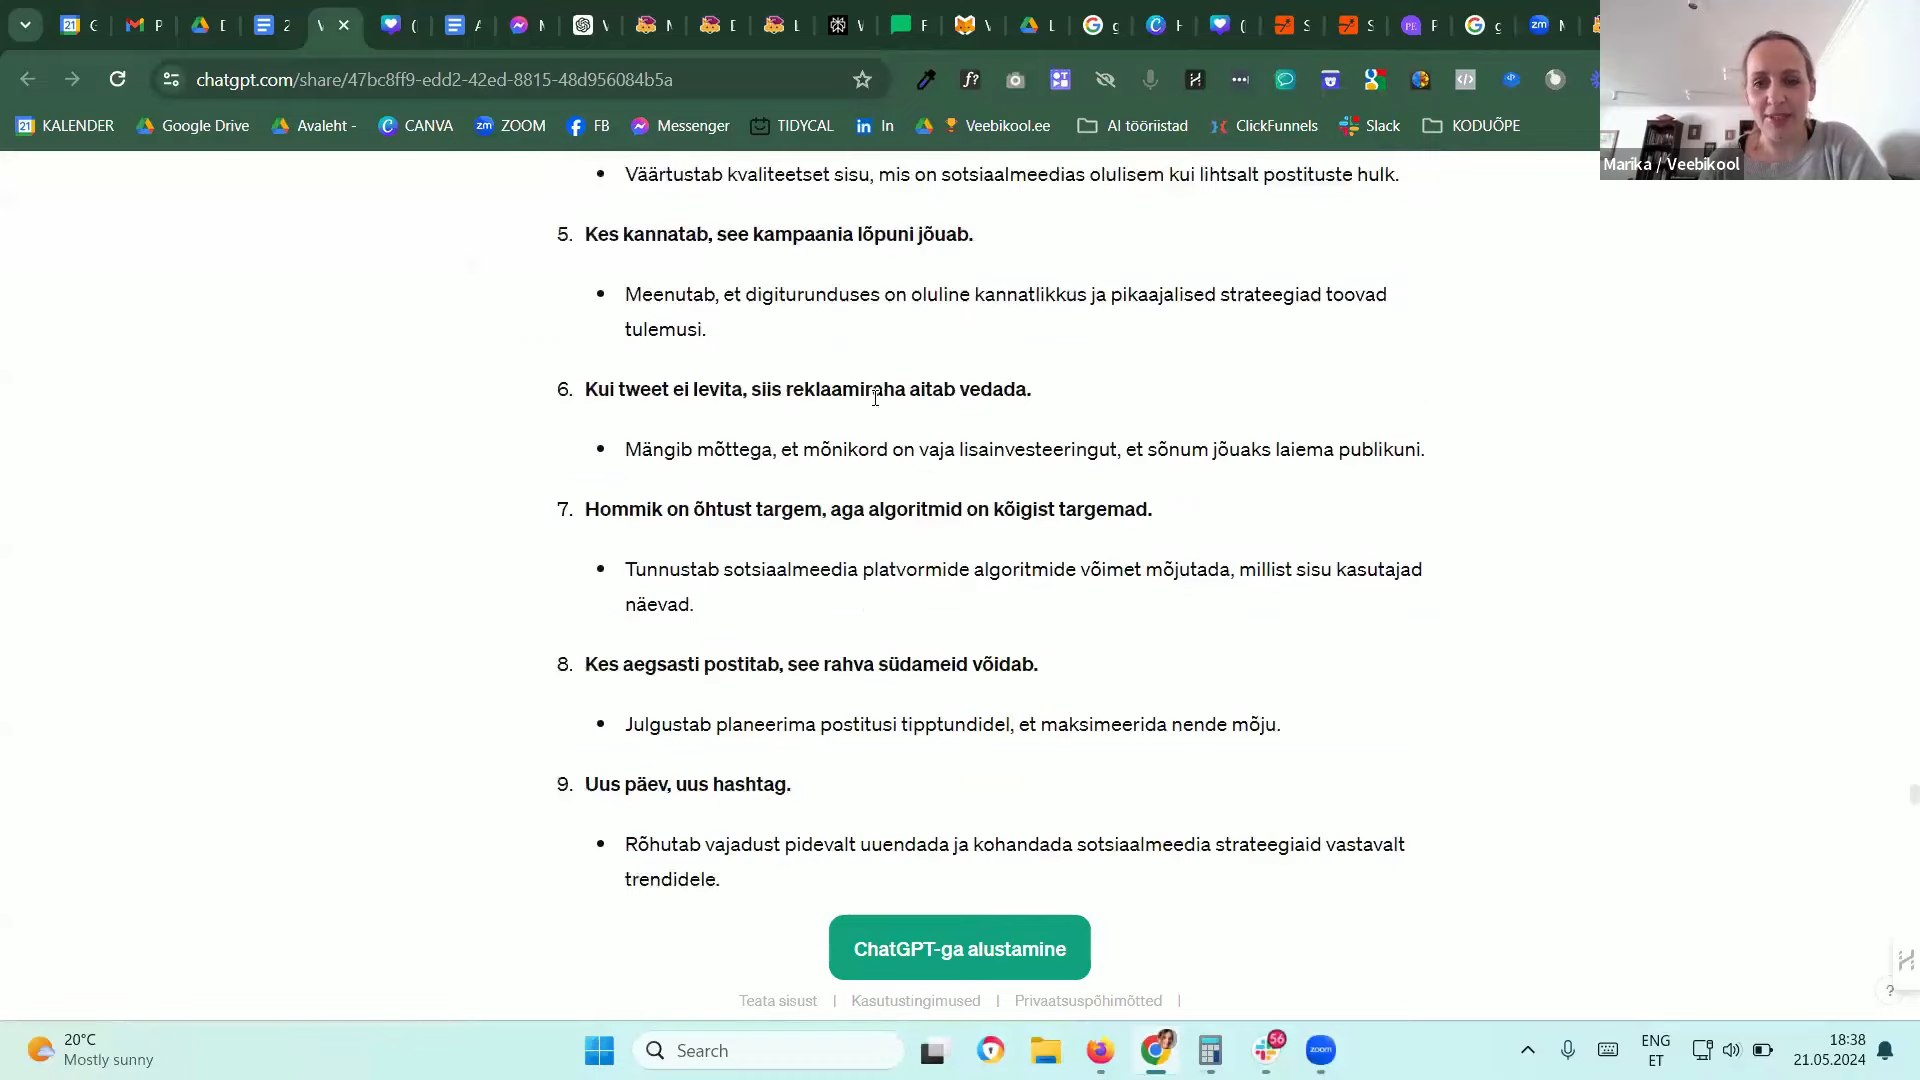 chatgpt.com/share/47bc8ff9-edd2-42ed-8815-48d956084b5a
KALENDER
Google Drive
Avaleht -
CANVA
ZOOM
FB
Messenger
TIDYCAL
In
Veebikool.ee
AI tööriistad
ClickFunnels
Slack
KODUÕPE
Marika / Veebikool
• Väärtustab kvaliteetset sisu, mis on sotsiaalmeedias olulisem kui lihtsalt postituste hulk.
5. Kes kannatab, see kampaania lõpuni jõuab.
• Meenutab, et digiturunduses on oluline kannatlikkus ja pikaajalised strateegiad toovad
tulemusi.
6. Kui tweet ei levita, siis reklaamiraha aitab vedada.
• Mängib mõttega, et mõnikord on vaja lisainvesteeringut, et sõnum jõuaks laiema publikuni.
7. Hommik on õhtust targem, aga algoritmid on kõigist targemad.
• Tunnustab sotsiaalmeedia platvormide algoritmide võimet mõjutada, millist sisu kasutajad
näevad.
8. Kes aegsasti postitab, see rahva südameid võidab.
• Julgustab planeerima postitusi tipptundidel, et maksimeerida nende mõju.
9. Uus päev, uus hashtag.
• Rõhutab vajadust pidevalt uuendada ja kohandada sotsiaalmeedia strateegiaid vastavalt
trendidele.
ChatGPT-ga alustamine
Teata sisust | Kasutustingimused | Privaatsuspõhimõtted |
?
20°C
Mostly sunny
Search
56
zoom
ENG
ET
18:38
21.05.2024